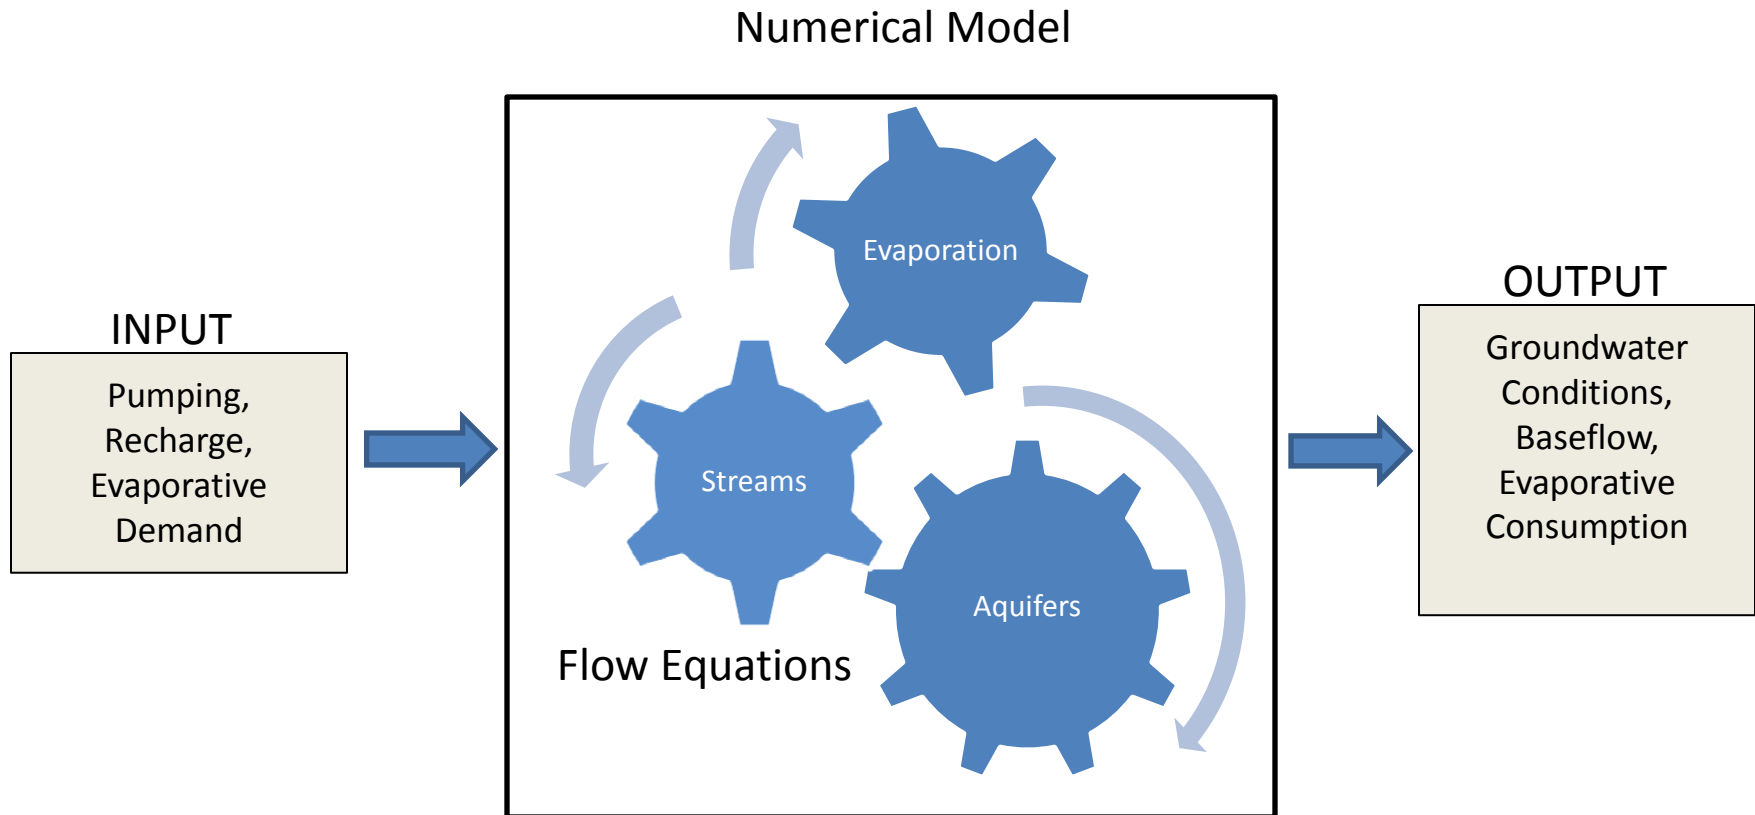 Numerical Model
INPUT
Pumping,
Recharge,
Evaporative
Demand
Evaporation
Streams
Aquifers
Flow Equations
OUTPUT
Groundwater
Conditions,
Baseflow,
Evaporative
Consumption